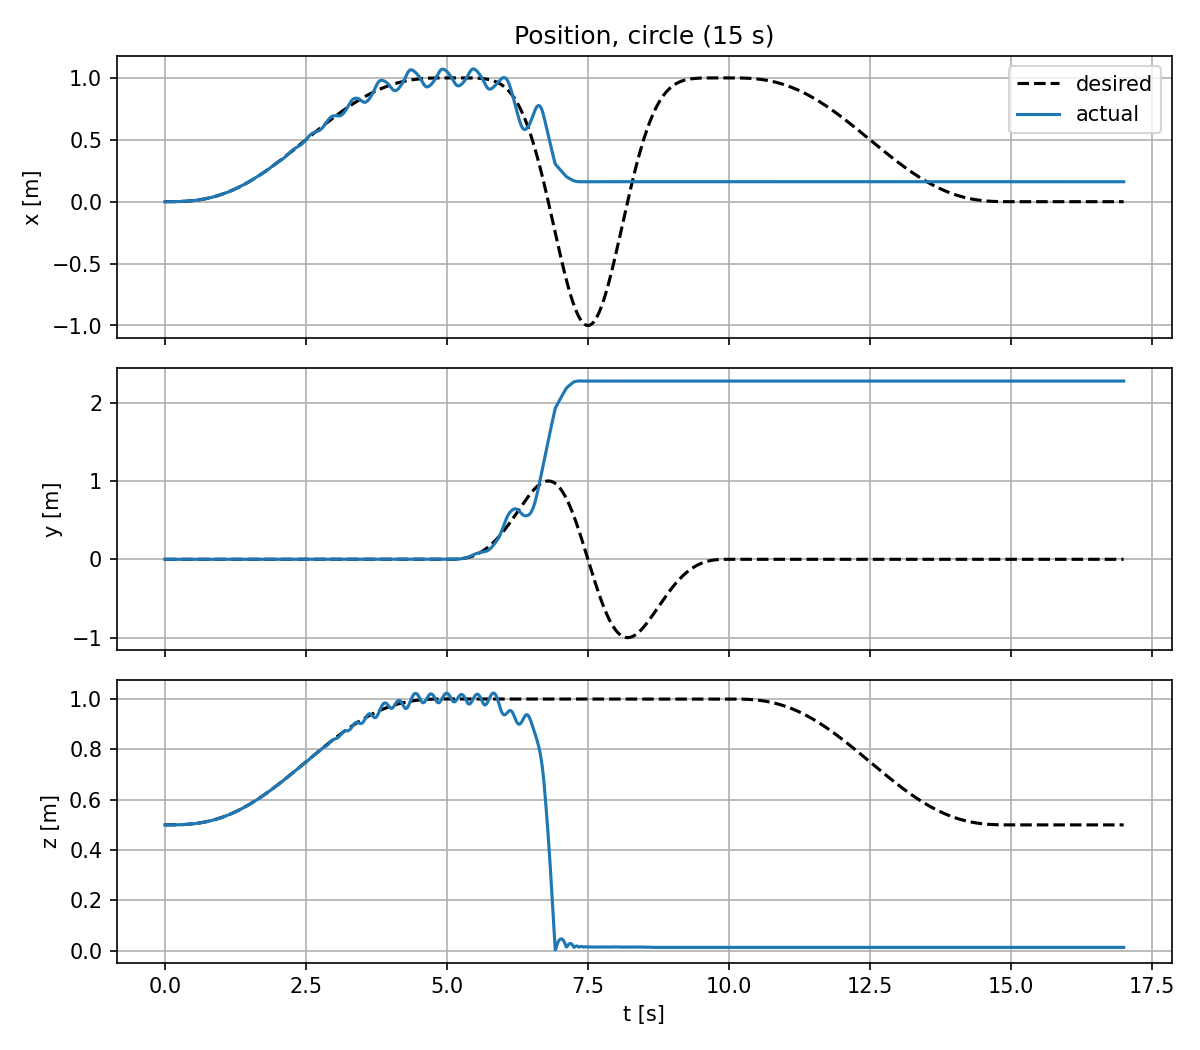 Position, circle (15 s)
desired
actual
x [m]
1.0
0.5
0.0
−0.5
−1.0
y [m]
2
1
0
−1
z [m]
1.0
0.8
0.6
0.4
0.2
0.0
0.0 2.5 5.0 7.5 10.0 12.5 15.0 17.5
t [s]